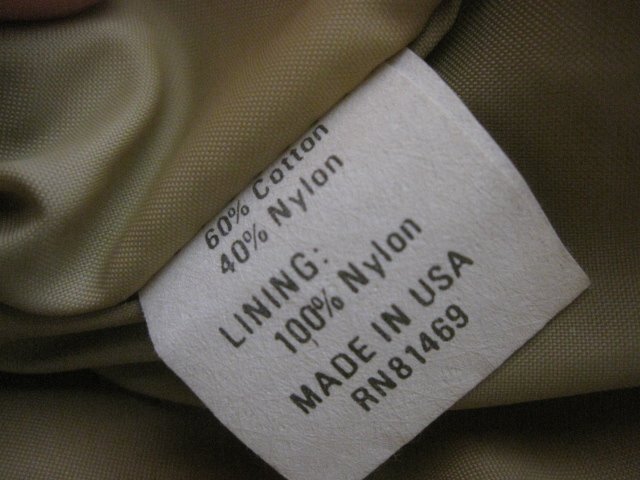 60% Cotton
40% Nylon
LINING:
100% Nylon
MADE IN USA
RN81469